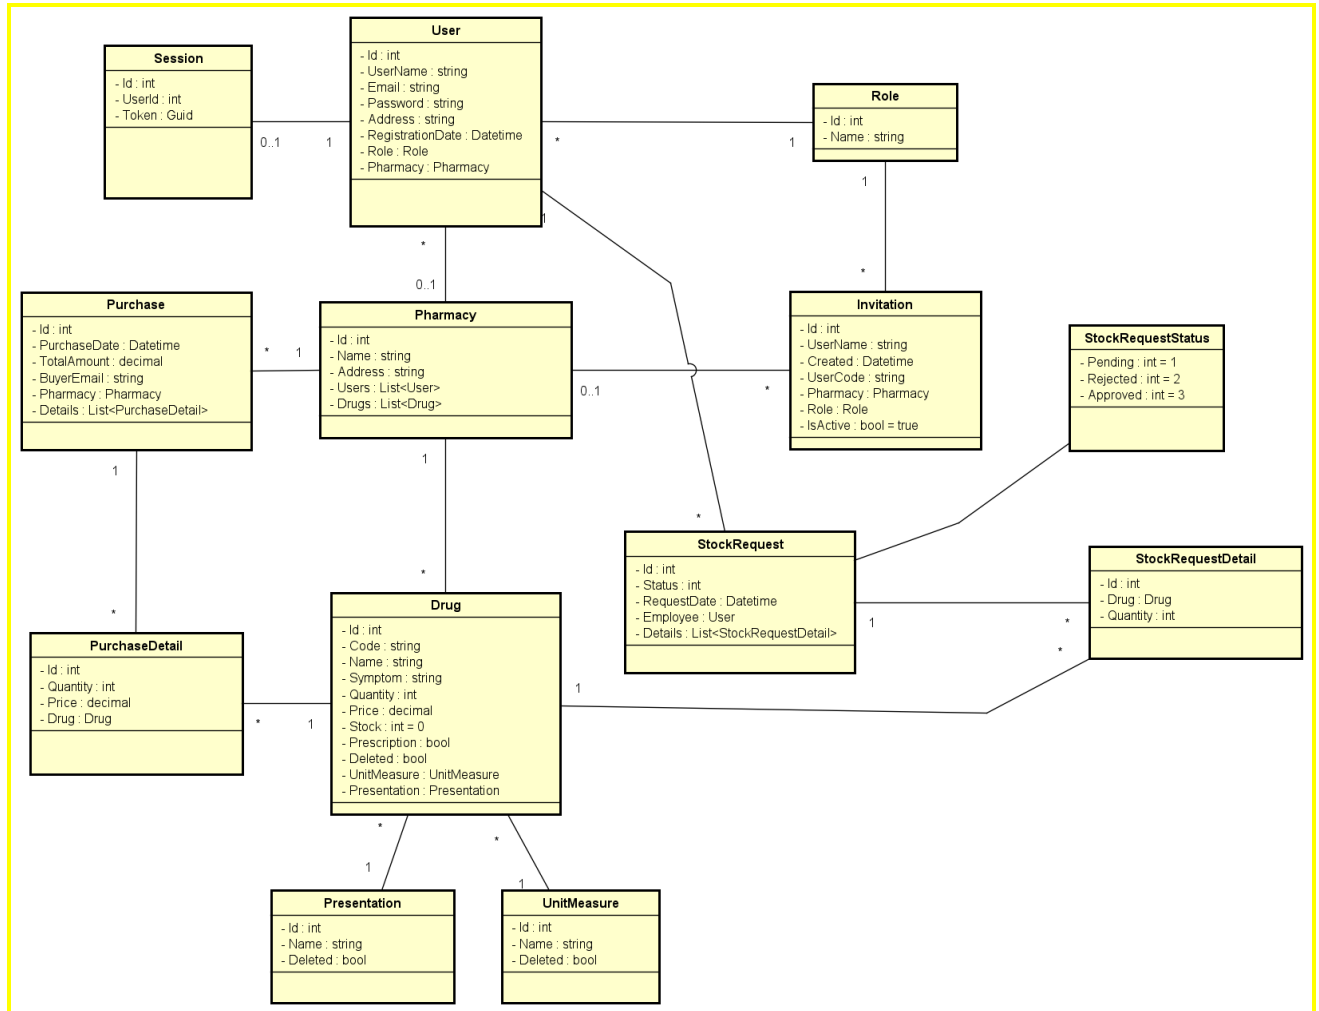 User
- Id : int
- UserName : string
- Email : string
- Password : string
- Address : string
- RegistrationDate : Datetime
- Role : Role
- Pharmacy : Pharmacy
Session
- Id : int
- UserId : int
- Token : Guid
0..1
1
*
1
Role
- Id : int
- Name : string
1
*
1
*
0..1
Purchase
- Id : int
- PurchaseDate : Datetime
- TotalAmount : decimal
- BuyerEmail : string
- Pharmacy : Pharmacy
- Details : List<PurchaseDetail>
*
1
Pharmacy
- Id : int
- Name : string
- Address : string
- Users : List<User>
- Drugs : List<Drug>
0..1
*
Invitation
- Id : int
- UserName : string
- Created : Datetime
- UserCode : string
- Pharmacy : Pharmacy
- Role : Role
- IsActive : bool = true
StockRequestStatus
- Pending : int = 1
- Rejected : int = 2
- Approved : int = 3
1
*
1
*
*
StockRequest
- Id : int
- Status : int
- RequestDate : Datetime
- Employee : User
- Details : List<StockRequestDetail>
1
*
StockRequestDetail
- Id : int
- Drug : Drug
- Quantity : int
*
1
PurchaseDetail
- Id : int
- Quantity : int
- Price : decimal
- Drug : Drug
*
1
Drug
- Id : int
- Code : string
- Name : string
- Symptom : string
- Quantity : int
- Price : decimal
- Stock : int = 0
- Prescription : bool
- Deleted : bool
- UnitMeasure : UnitMeasure
- Presentation : Presentation
*
1
*
1
Presentation
- Id : int
- Name : string
- Deleted : bool
UnitMeasure
- Id : int
- Name : string
- Deleted : bool